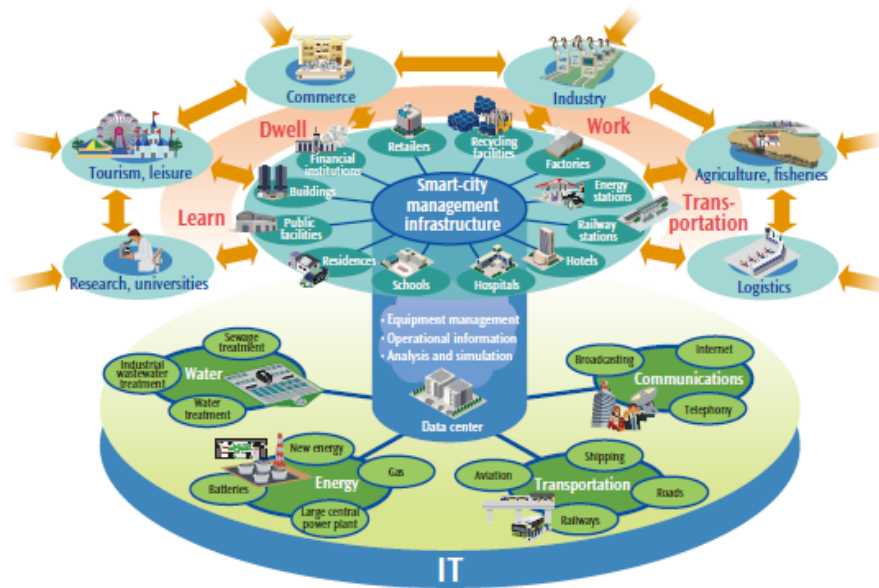 Commerce
Industry
Dwell
Work
Tourism, leisure
Agriculture, fisheries
Learn
Trans-
portation
Research, universities
Logistics
Financial
institutions
Retailers
Recycling
facilities
Factories
Buildings
Energy
stations
Public
facilities
Railway
stations
Residences
Schools
Hospitals
Hotels
Smart-city
management
infrastructure
• Equipment management
• Operational information
• Analysis and simulation
Data center
Sewage
treatment
Industrial
wastewater
treatment
Water
Water
treatment
Broadcasting
Internet
Communications
Telephony
New energy
Gas
Batteries
Energy
Large central
power plant
Shipping
Aviation
Transportation
Roads
Railways
IT